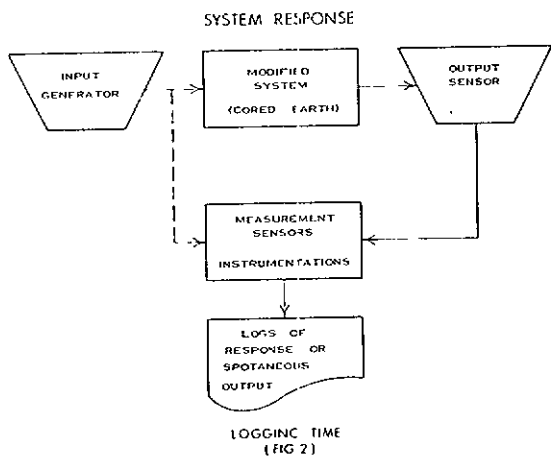 SYSTEM RESPONSE
INPUT
GENERATOR
MODIFIED
SYSTEM
(CORED EARTH)
OUTPUT
SENSOR
MEASUREMENT
SENSORS
INSTRUMENTATIONS
LOGS OF
RESPONSE OR
SPOTANEOUS
OUTPUT
LOGGING TIME
(FIG 2)